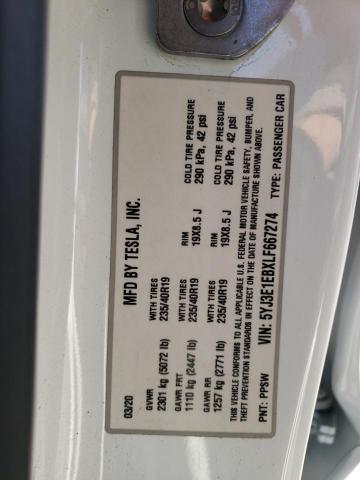 MFD BY TESLA, INC.
03/20
GVWR WITH TIRES RIM COLD TIRE PRESSURE
2301 kg (5072 lb) 235/40R19 19X8.5 J 290 kPa, 42 psi
GAWR FRT WITH TIRES
1110 kg (2447 lb) 235/40R19
GAWR RR WITH TIRES RIM COLD TIRE PRESSURE
1257 kg (2771 lb) 235/40R19 19X8.5 J 290 kPa, 42 psi
THIS VEHICLE CONFORMS TO ALL APPLICABLE U.S. FEDERAL MOTOR VEHICLE SAFETY, BUMPER, AND
THEFT PREVENTION STANDARDS IN EFFECT ON THE DATE OF MANUFACTURE SHOWN ABOVE.
VIN: 5YJ3E1EBXLF667274
PNT: PPSW TYPE: PASSENGER CAR